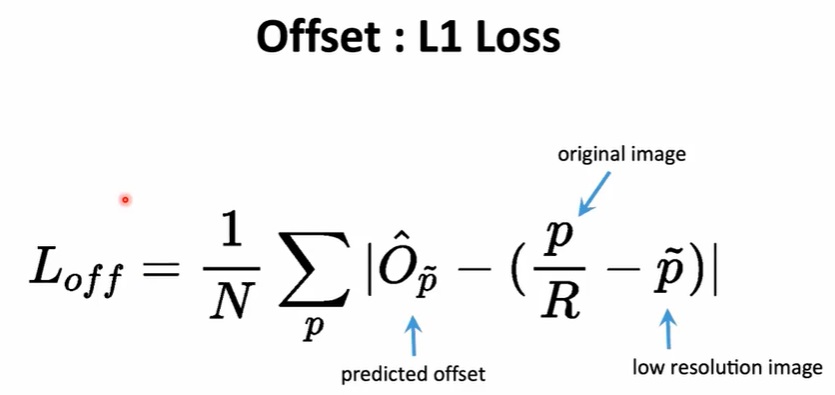 Offset : L1 Loss
original image
L_{off} = \frac{1}{N} \sum_{p} |\hat{O}_{\tilde{p}} - (\frac{p}{R} - \tilde{p})|
predicted offset
low resolution image